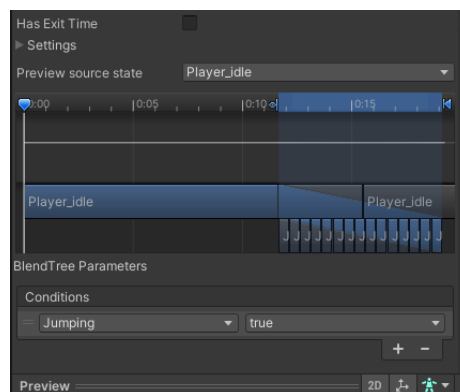 Has Exit Time
Settings
Preview source state Player_idle
0:00 0:05 0:10 0:15
Player_idle Player_idle
J J J J J J J J J J J J J J J
BlendTree Parameters
Conditions
= Jumping true
+ −
Preview 2D